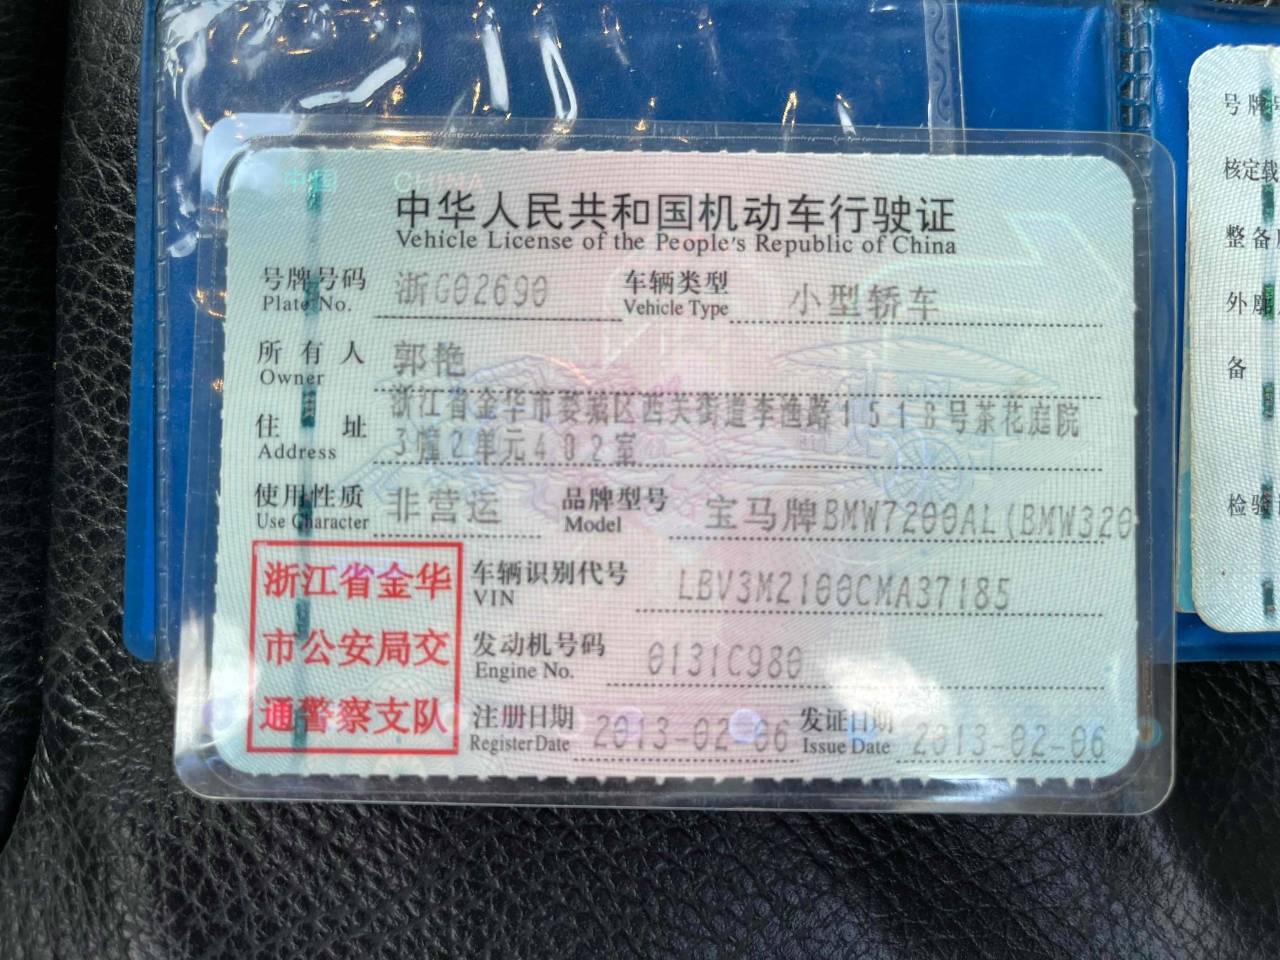 中国 CHINA
中华人民共和国机动车行驶证
Vehicle License of the People's Republic of China
号牌号码 浙G02690 车辆类型 小型轿车
Plate No. Vehicle Type
所有人 郭艳
Owner
住址 浙江省金华市婺城区西关街道李渔路1518号茶花庭院
Address 3幢2单元402室
使用性质 非营运 品牌型号 宝马牌BMW7200AL(BMW320
Use Character Model
浙江省金华
市公安局交
通警察支队
车辆识别代号 LBV3M2100CMA37185
VIN
发动机号码 0131C980
Engine No.
注册日期 2013-02-06 发证日期 2013-02-06
Register Date Issue Date
号牌
核定载
整备
外廓
备
检验